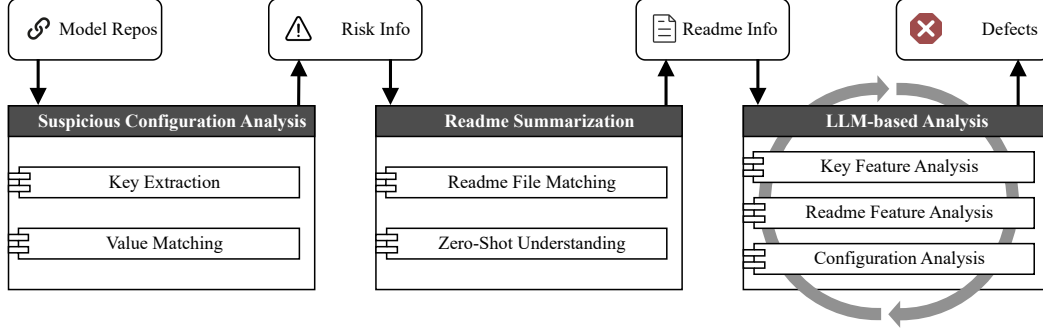 Model Repos
Risk Info
Readme Info
Defects
Suspicious Configuration Analysis
Key Extraction
Value Matching
Readme Summarization
Readme File Matching
Zero-Shot Understanding
LLM-based Analysis
Key Feature Analysis
Readme Feature Analysis
Configuration Analysis